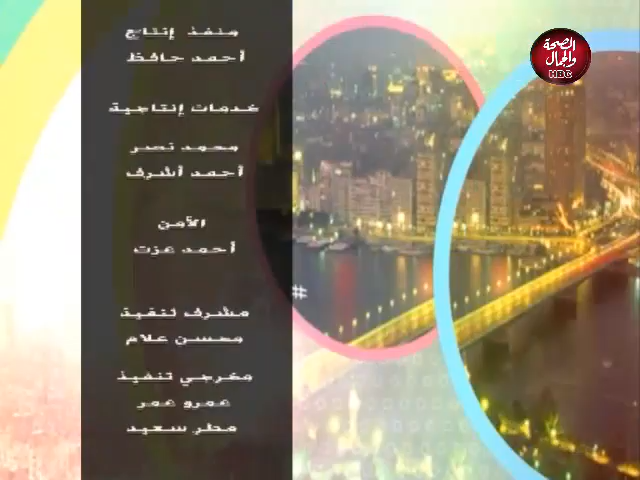 الصحة
والجمال
HBC
منفذ إنتاج
أحمد حافظ
خدمات إنتاجية
محمد نصر
أحمد أشرف
الأمن
أحمد عزت
#
مشرف تنفيذ
محسن علام
مخرجي تنفيذ
عمرو عمر
مطر سعيد